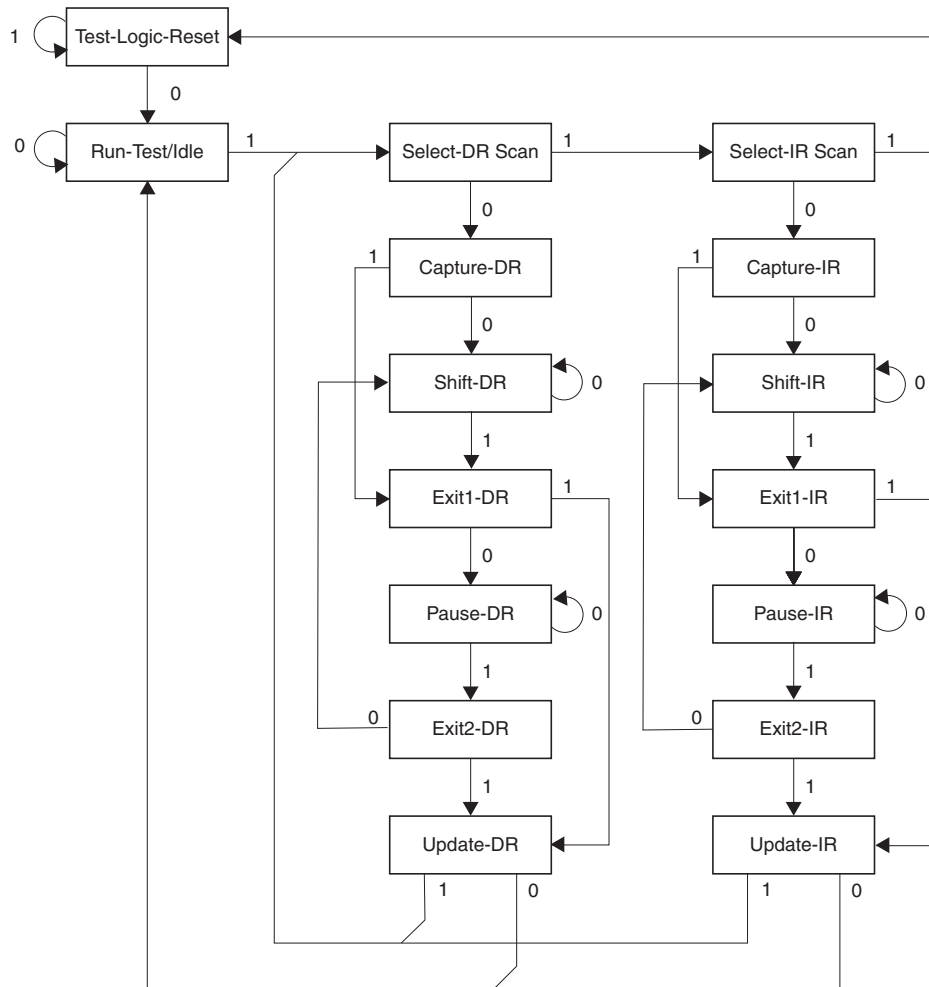 1
Test-Logic-Reset
0
0
Run-Test/Idle
1
Select-DR Scan
1
Select-IR Scan
1
0
0
1
Capture-DR
1
Capture-IR
0
0
Shift-DR
0
Shift-IR
0
1
1
Exit1-DR
1
Exit1-IR
1
0
0
Pause-DR
0
Pause-IR
0
1
1
0
Exit2-DR
0
Exit2-IR
1
1
Update-DR
Update-IR
1
0
1
0